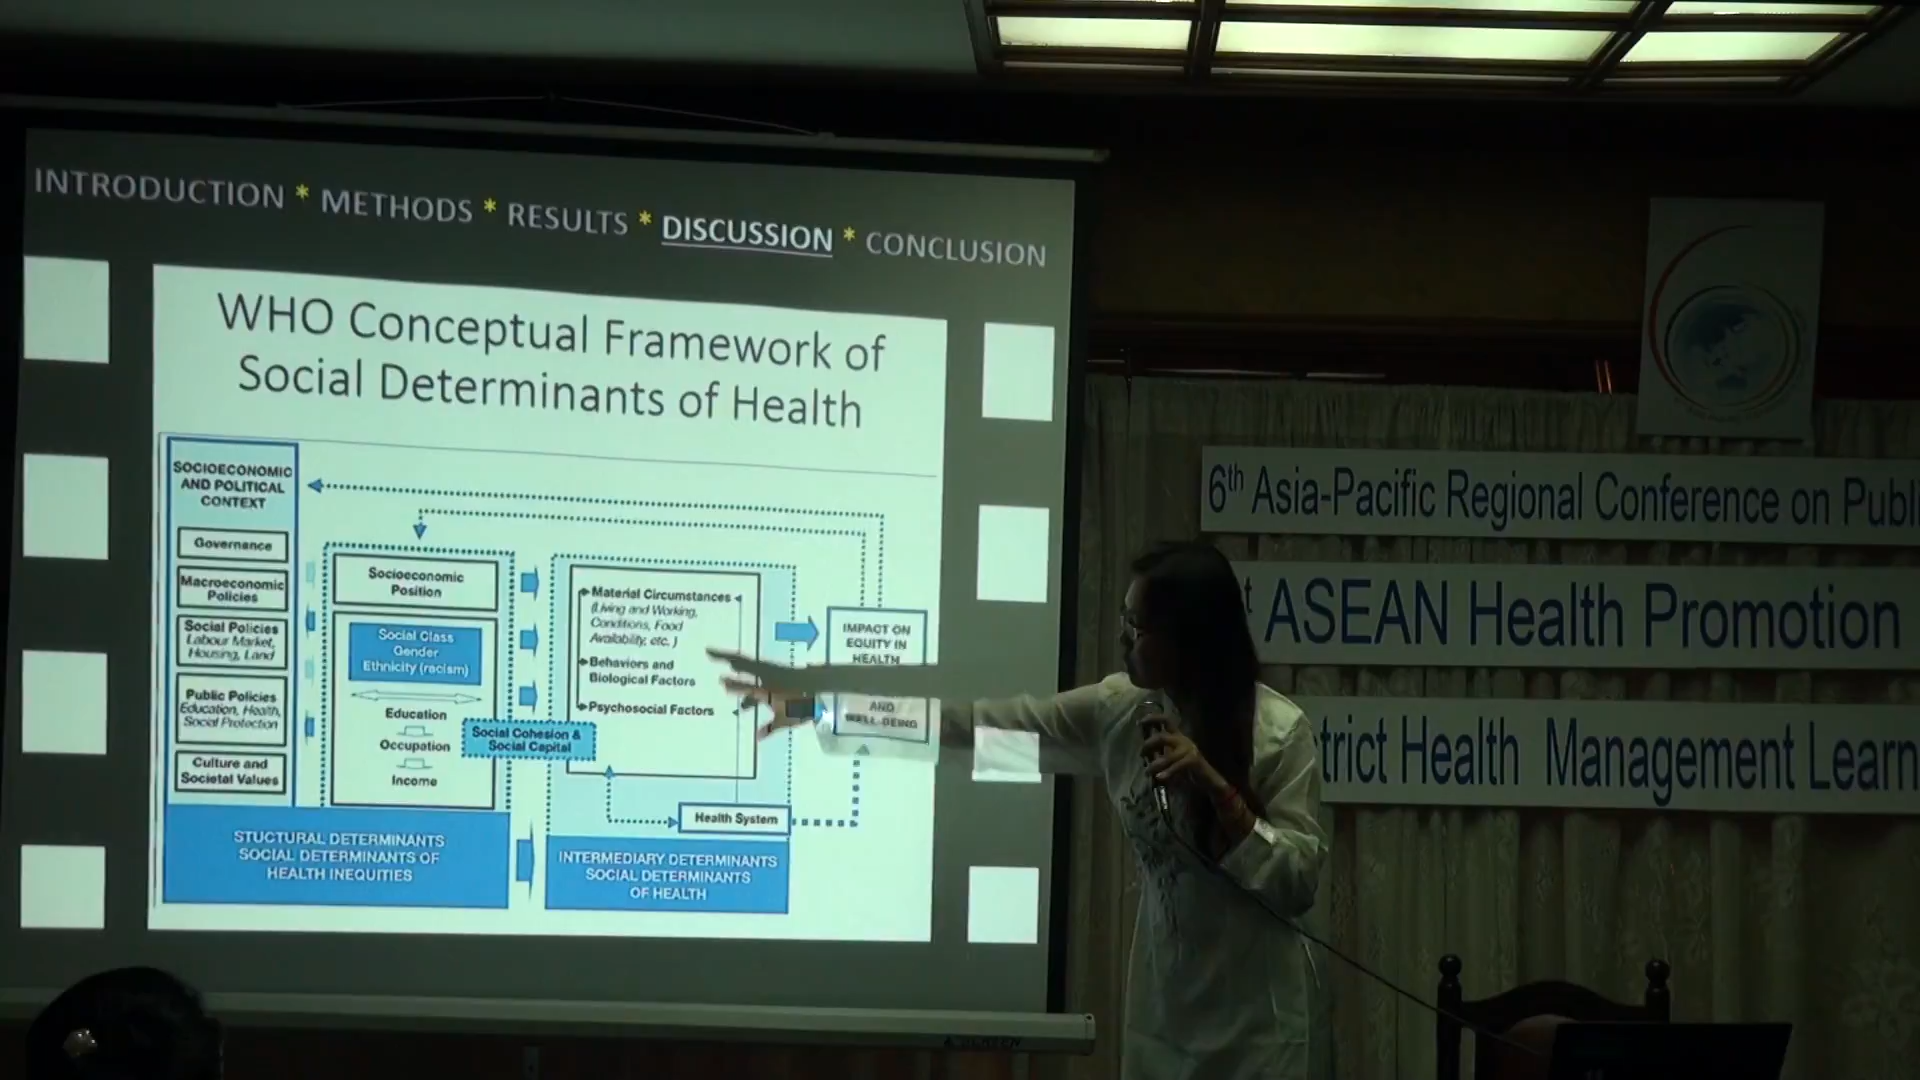 INTRODUCTION * METHODS * RESULTS * DISCUSSION * CONCLUSION
WHO Conceptual Framework of
Social Determinants of Health
SOCIOECONOMIC
AND POLITICAL
CONTEXT
Governance
Macroeconomic
Policies
Social Policies
Labour Market,
Housing, Land
Public Policies
Education, Health,
Social Protection
Culture and
Societal Values
Socioeconomic
Position
Social Class
Gender
Ethnicity (racism)
Education
Occupation
Income
Social Cohesion &
Social Capital
Material Circumstances
(Living and Working,
Conditions, Food
Availability, etc. )
Behaviors and
Biological Factors
Psychosocial Factors
Health System
IMPACT ON
EQUITY IN
HEALTH
AND
WELL-BEING
STUCTURAL DETERMINANTS
SOCIAL DETERMINANTS OF
HEALTH INEQUITIES
INTERMEDIARY DETERMINANTS
SOCIAL DETERMINANTS
OF HEALTH
6th Asia-Pacific Regional Conference on Publi
t ASEAN Health Promotion
trict Health Management Learn